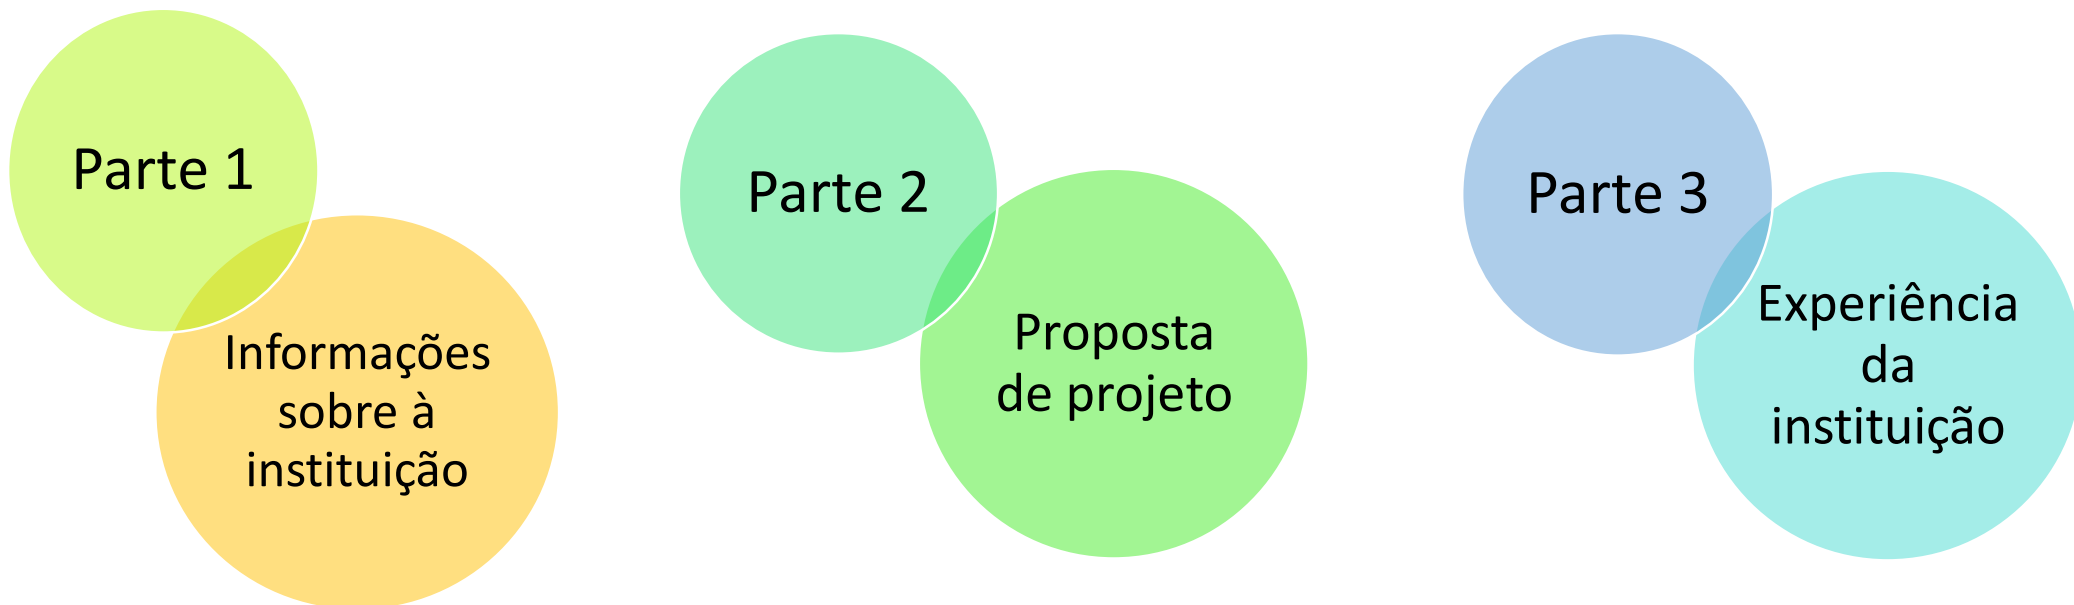 Parte 1
Informações
sobre à
instituição
Parte 2
Proposta
de projeto
Parte 3
Experiência
da
instituição